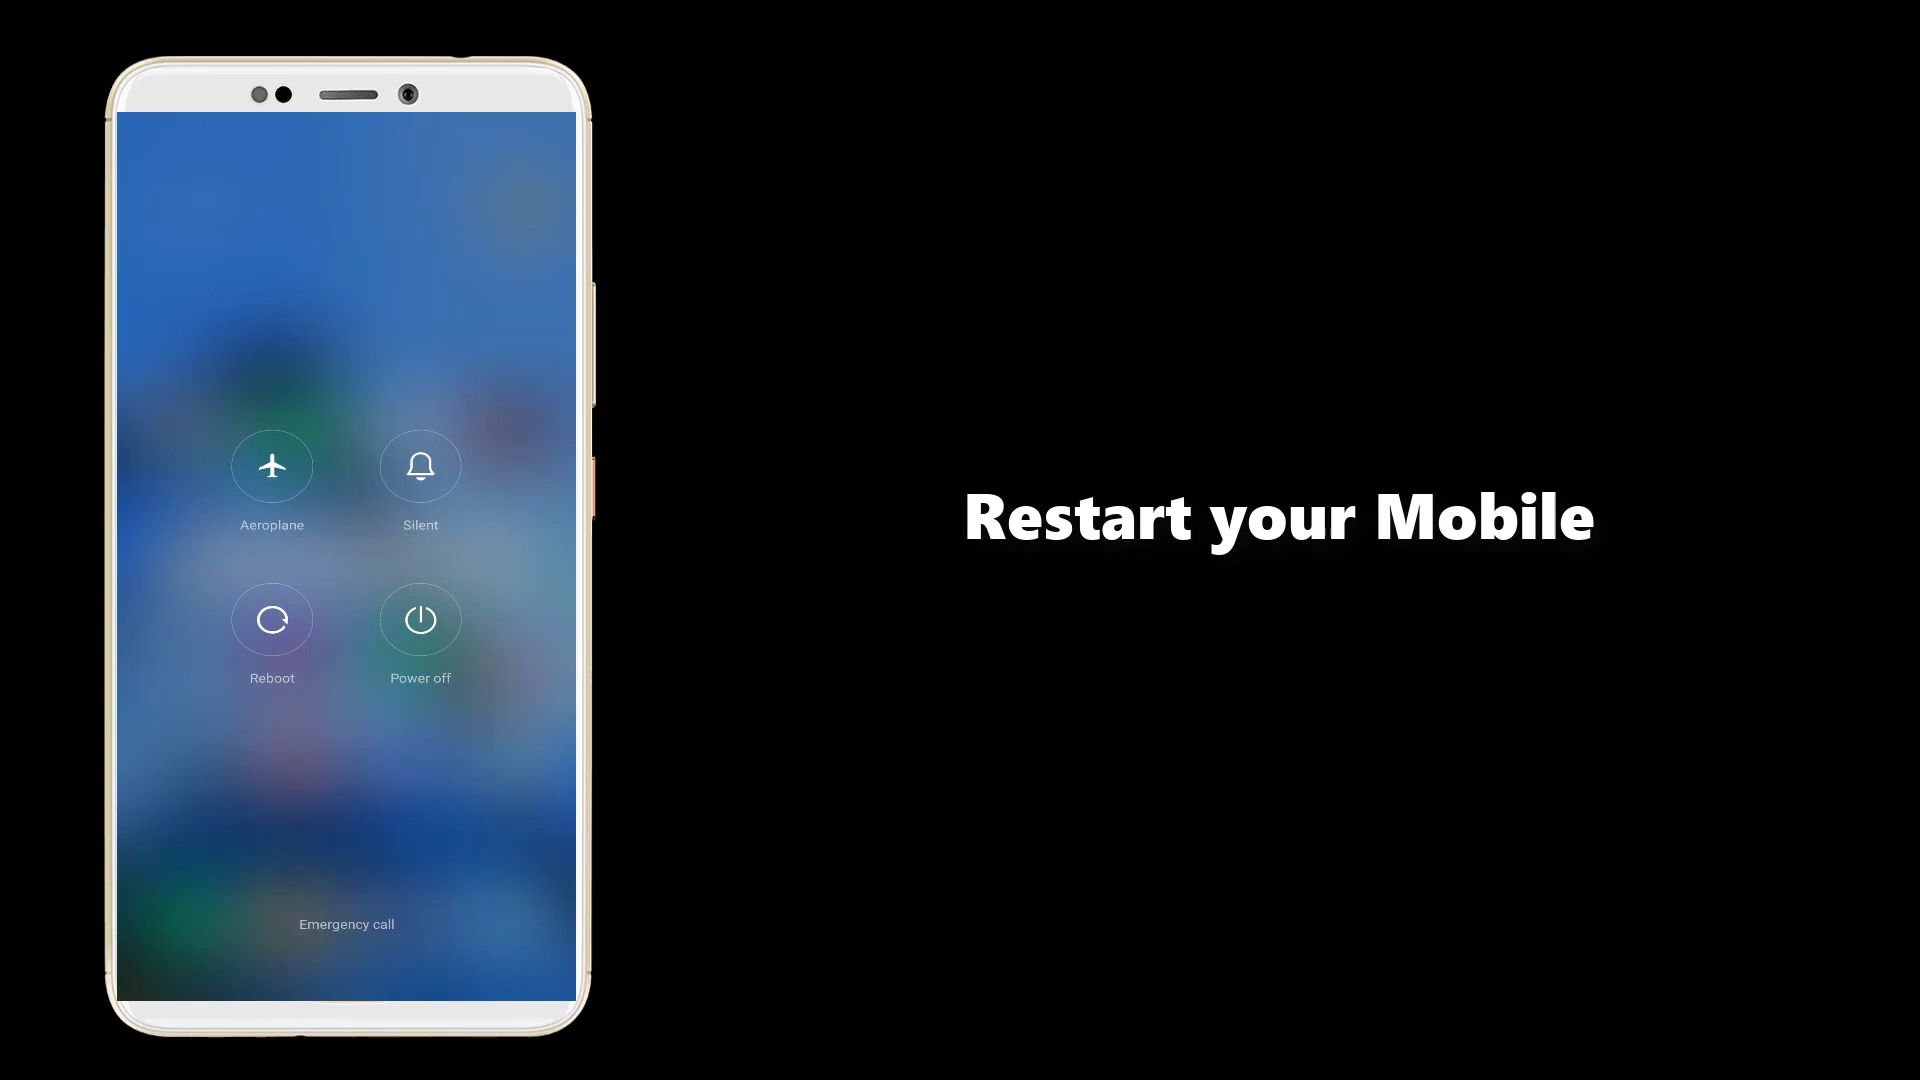 Aeroplane
Silent
Reboot
Power off
Emergency call
Restart your Mobile